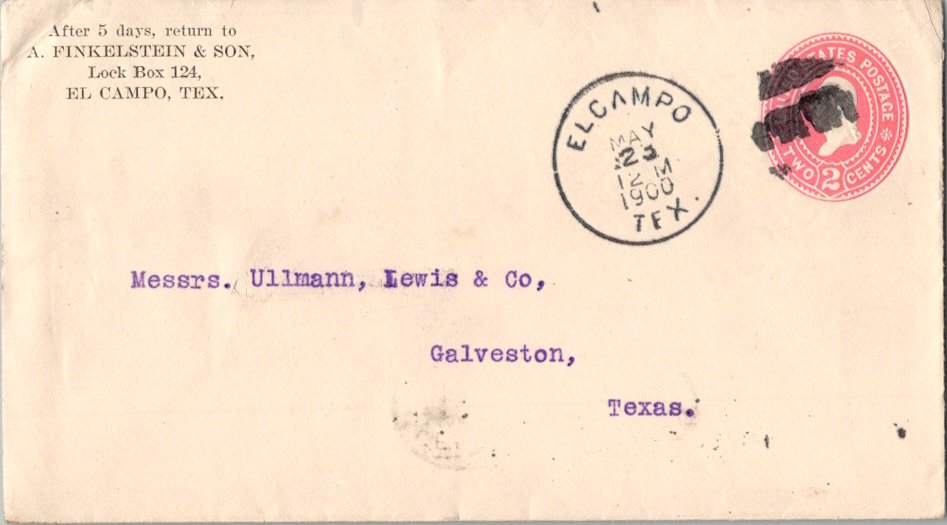 After 5 days, return to
A. FINKELSTEIN & SON,
Lock Box 124,
EL CAMPO, TEX.
EL CAMPO
MAY
23
12 M
1900
TEX.
STATES POSTAGE
TWO 2 CENTS
Messrs. Ullmann, Lewis & Co,
Galveston,
Texas.